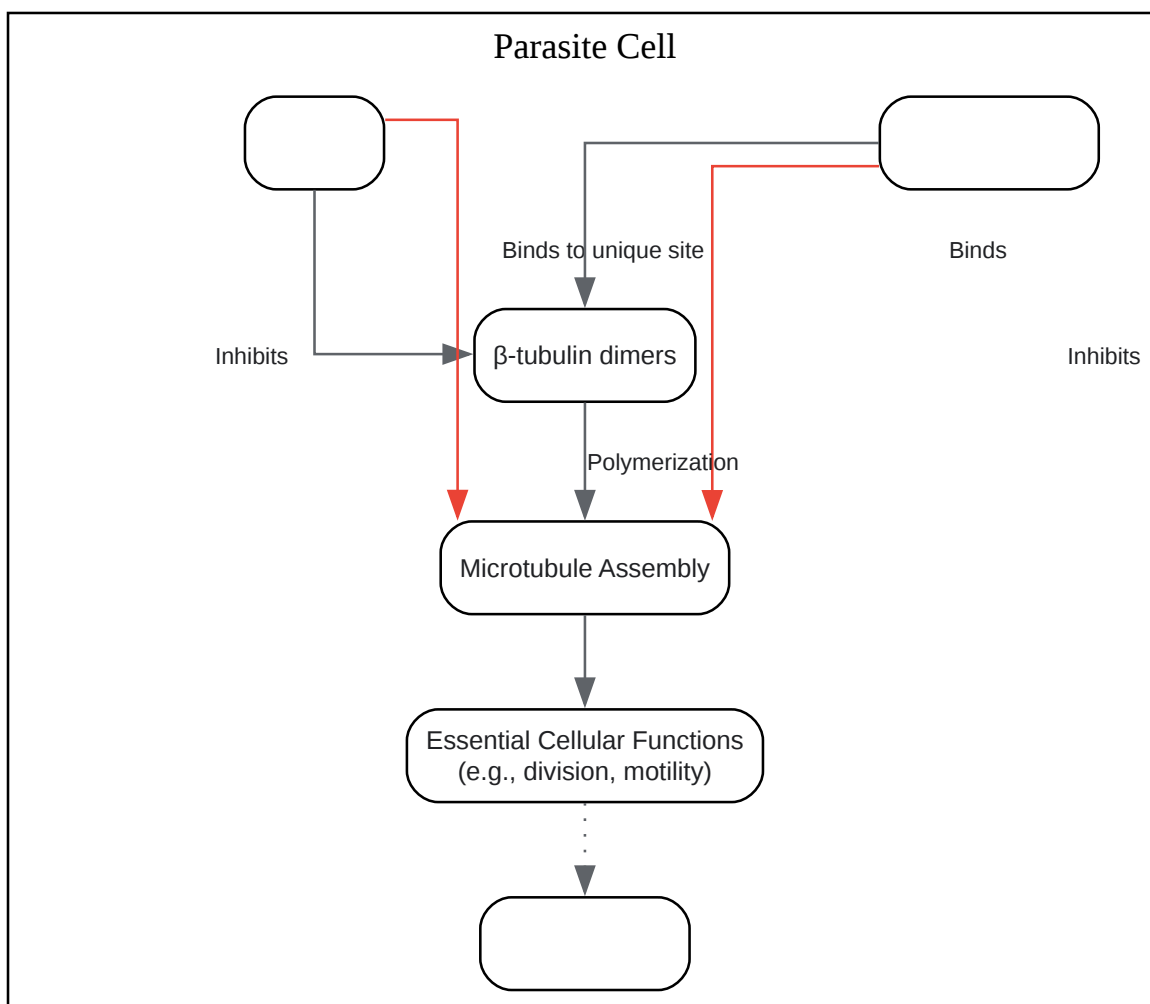 Parasite Cell
Binds to unique site
Binds
β-tubulin dimers
Inhibits
Inhibits
Polymerization
Microtubule Assembly
Essential Cellular Functions
(e.g., division, motility)